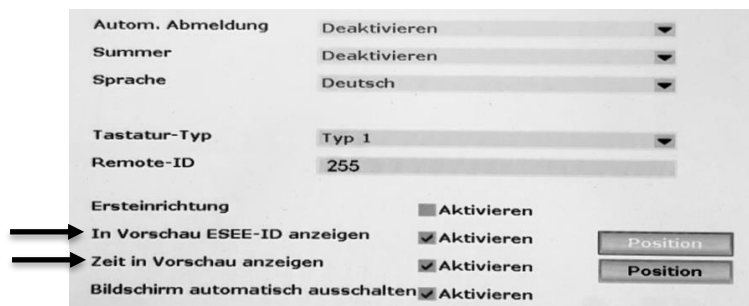 Autom. Abmeldung Deaktivieren
Summer Deaktivieren
Sprache Deutsch
Tastatur-Typ Typ 1
Remote-ID 255
Ersteinrichtung Aktivieren
In Vorschau ESEE-ID anzeigen Aktivieren Position
Zeit in Vorschau anzeigen Aktivieren Position
Bildschirm automatisch ausschalten Aktivieren